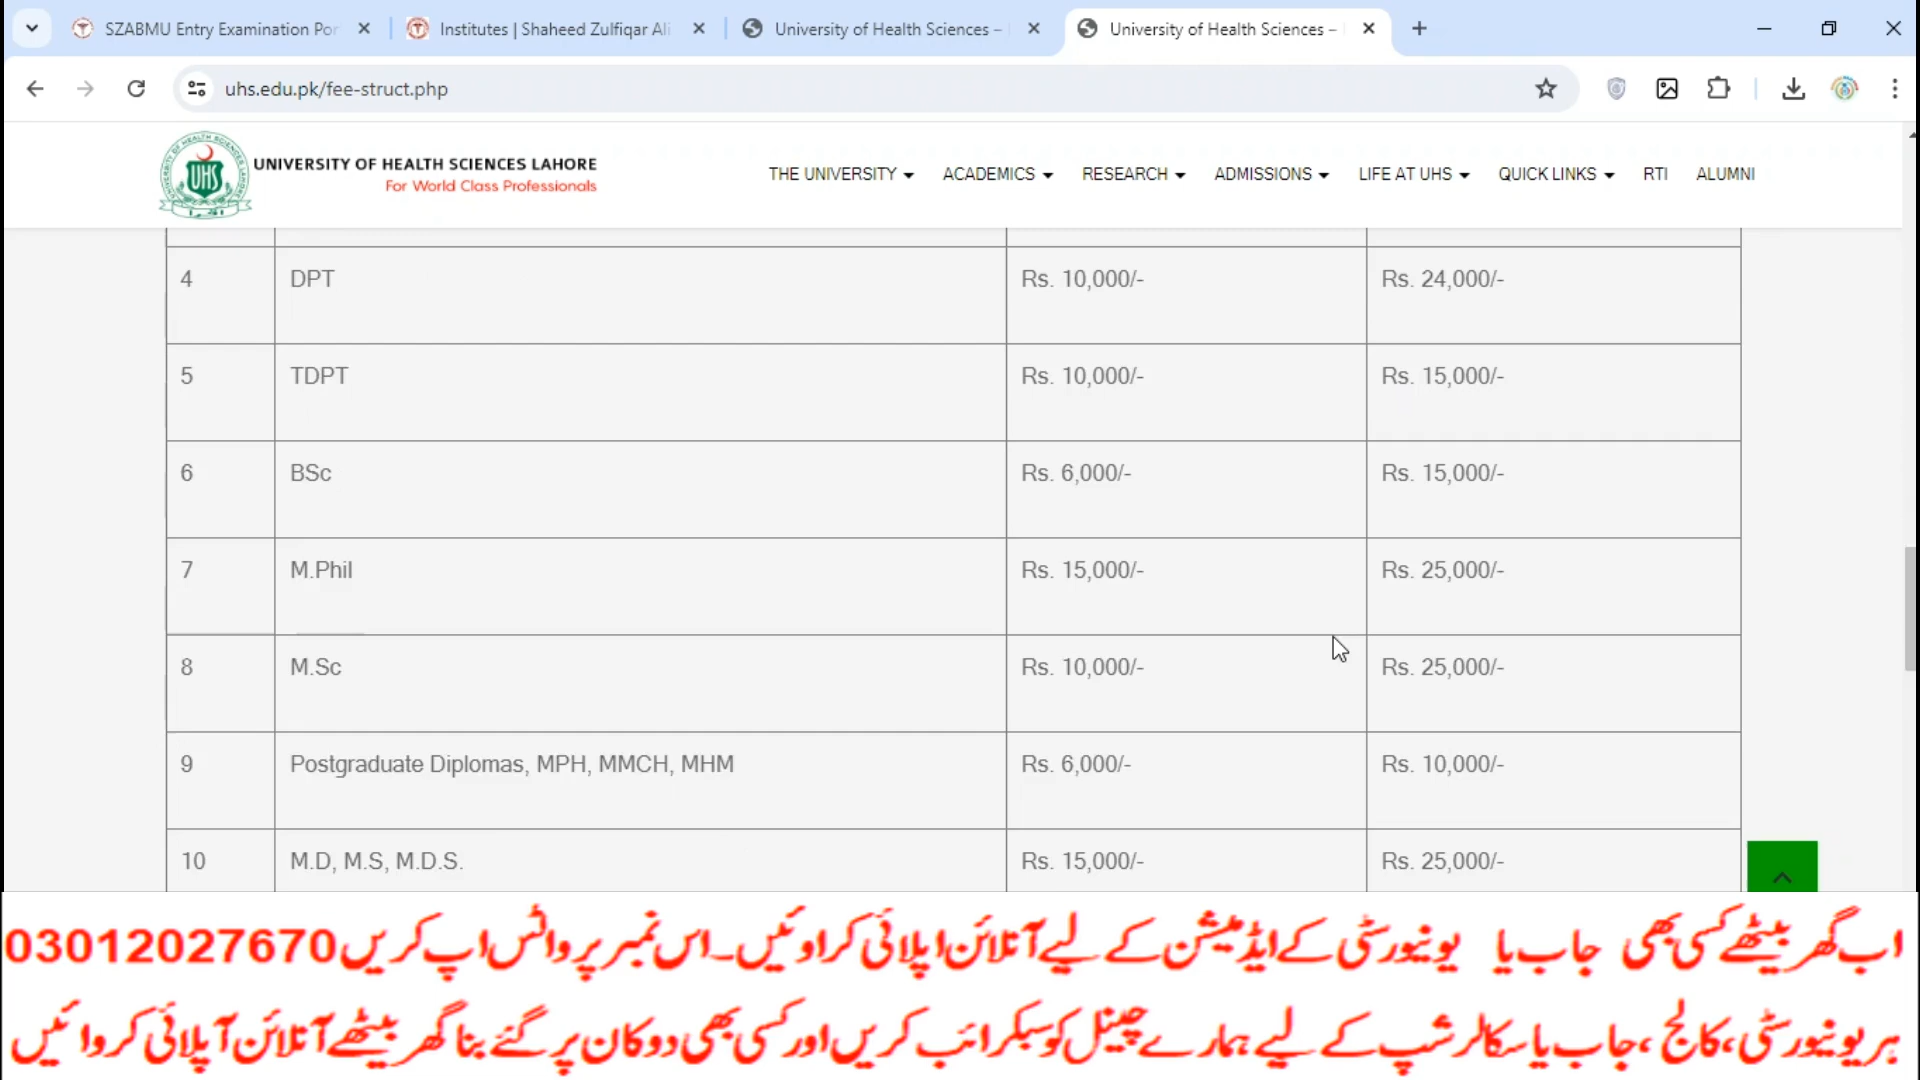 SZABMU Entry Examination Por
Institutes | Shaheed Zulfiqar Ali
University of Health Sciences –
University of Health Sciences –
uhs.edu.pk/fee-struct.php
UHS
UNIVERSITY OF HEALTH SCIENCES LAHORE
For World Class Professionals
THE UNIVERSITY ACADEMICS RESEARCH ADMISSIONS LIFE AT UHS QUICK LINKS RTI ALUMNI
4 DPT Rs. 10,000/- Rs. 24,000/-
5 TDPT Rs. 10,000/- Rs. 15,000/-
6 BSc Rs. 6,000/- Rs. 15,000/-
7 M.Phil Rs. 15,000/- Rs. 25,000/-
8 M.Sc Rs. 10,000/- Rs. 25,000/-
9 Postgraduate Diplomas, MPH, MMCH, MHM Rs. 6,000/- Rs. 10,000/-
10 M.D, M.S, M.D.S. Rs. 15,000/- Rs. 25,000/-
اب گھر بیٹھے کسی بھی جاب یا یونیورسٹی کے ایڈمیشن کے لیے آنلائن اپلائی کراوئیں۔اس نمبر پر واٹس اپ کریں 03012027670
ہر یونیورسٹی، کالج ،جاب یا سکالرشپ کے لیے ہمارے چینل کو سبکرائب کریں اور کسی بھی دوکان پر گئے بنا گھر بیٹھے آنلائن آپلائی کروائیں